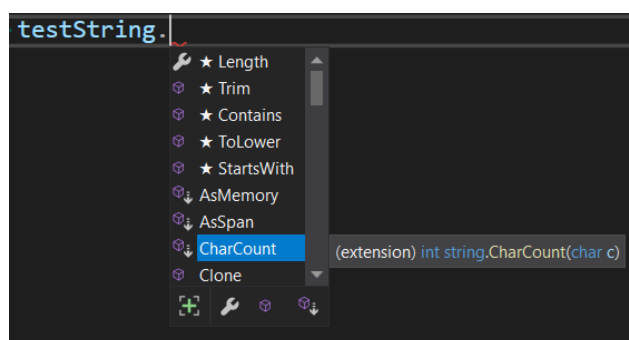 testString.
★ Length
★ Trim
★ Contains
★ ToLower
★ StartsWith
AsMemory
AsSpan
CharCount (extension) int string.CharCount(char c)
Clone